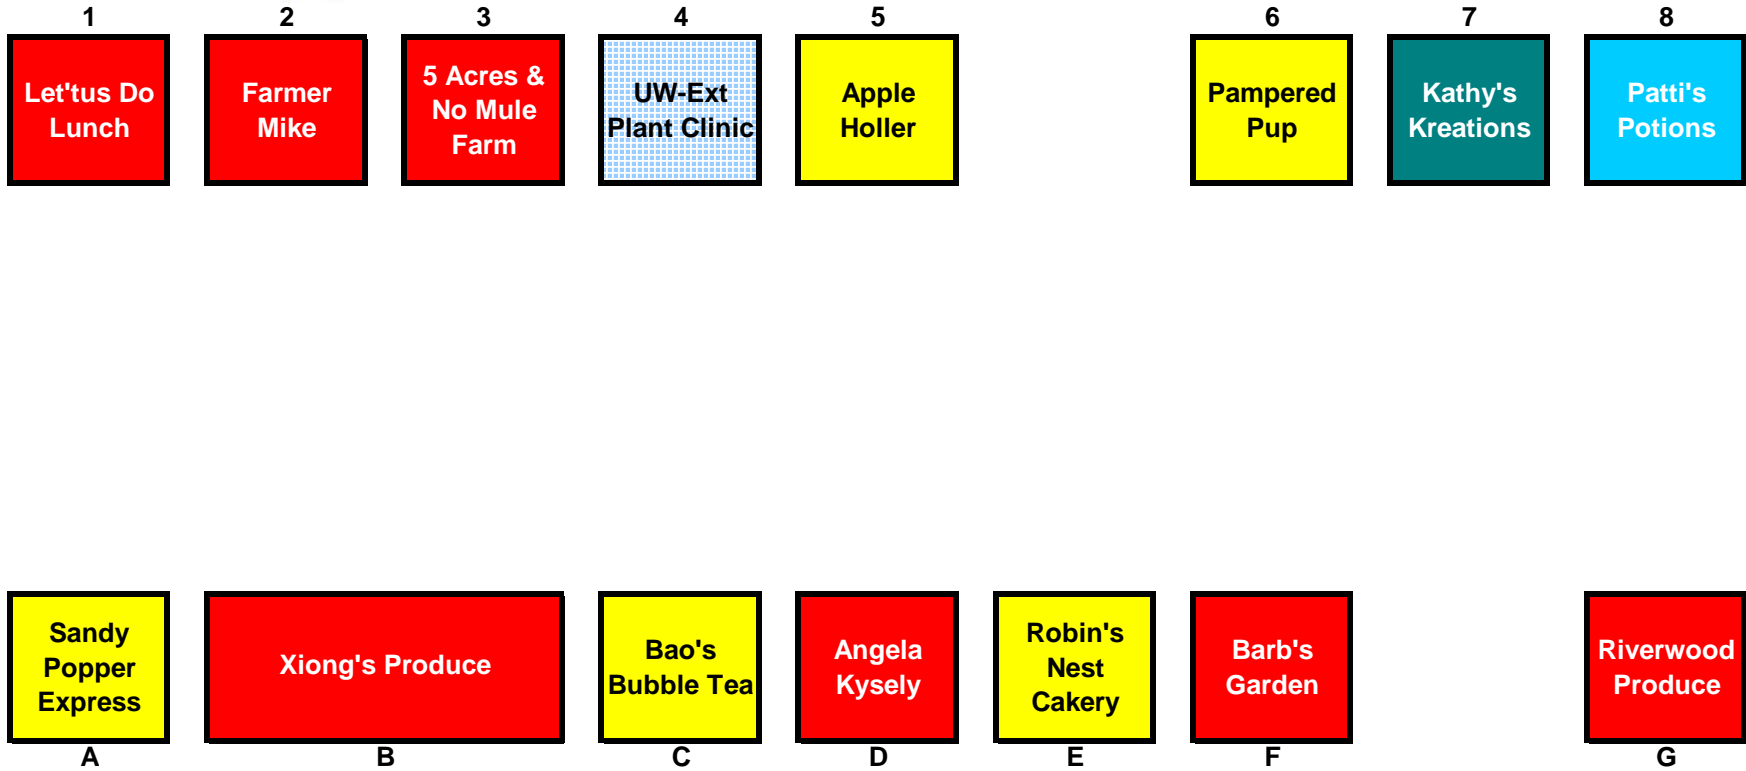 1 2 3 4 5 6 7 8
Let'tus Do
Lunch
Farmer
Mike
5 Acres &
No Mule
Farm
UW-Ext
Plant Clinic
Apple
Holler
Pampered
Pup
Kathy's
Kreations
Patti's
Potions
Sandy
Popper
Express
Xiong's Produce
Bao's
Bubble Tea
Angela
Kysely
Robin's
Nest
Cakery
Barb's
Garden
Riverwood
Produce
A B C D E F G